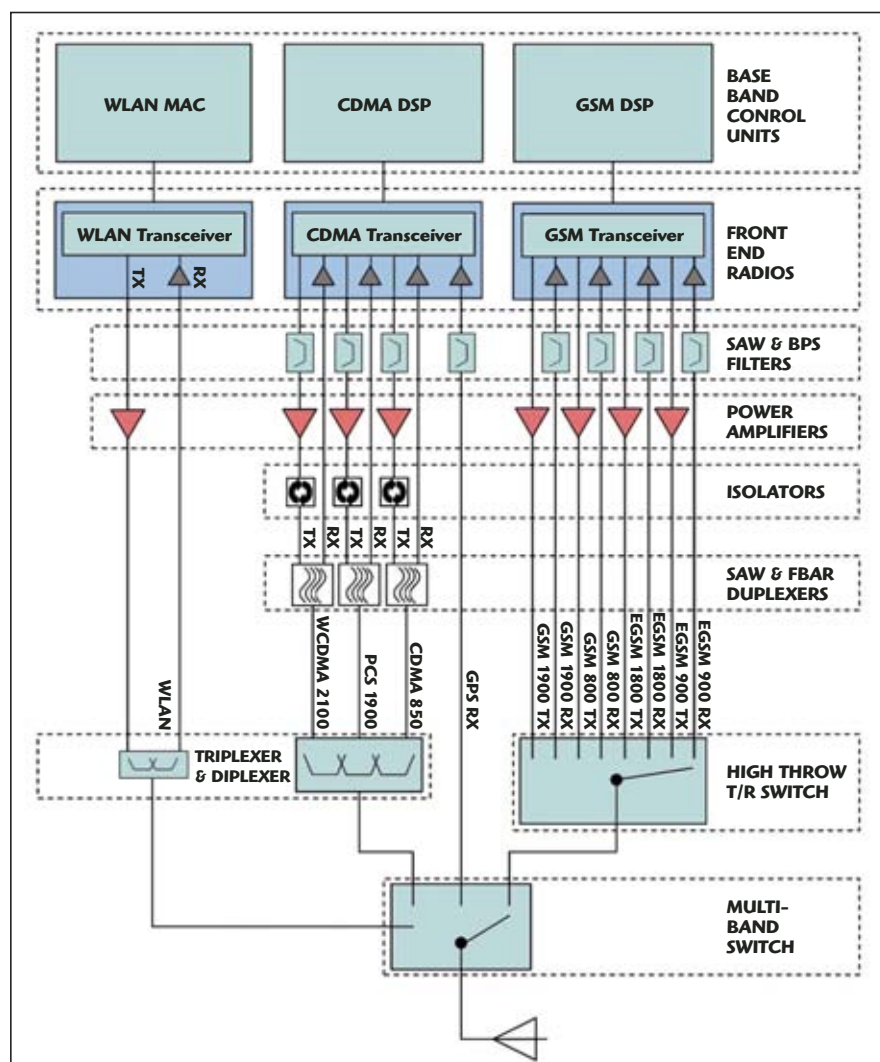 WLAN MAC
CDMA DSP
GSM DSP
BASE
BAND
CONROL
UNITS
WLAN Transceiver
CDMA Transceiver
GSM Transceiver
FRONT
END
RADIOS
TX
RX
SAW & BPS
FILTERS
POWER
AMPLIFIERS
ISOLATORS
TX
RX
TX
RX
TX
RX
SAW & FBAR
DUPLEXERS
WLAN
WCDMA 2100
PCS 1900
CDMA 850
GPS RX
GSM 1900 TX
GSM 1900 RX
GSM 800 TX
GSM 800 RX
EGSM 1800 TX
EGSM 1800 RX
EGSM 900 TX
EGSM 900 RX
TRIPLEXER
& DIPLEXER
HIGH THROW
T/R SWITCH
MULTI-
BAND
SWITCH